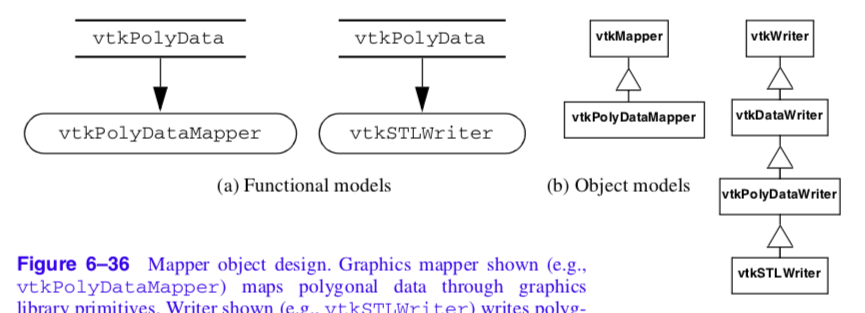 vtkPolyData
vtkPolyDataMapper
vtkPolyData
vtkSTLWriter
(a) Functional models
vtkMapper
vtkPolyDataMapper
vtkWriter
vtkDataWriter
vtkPolyDataWriter
vtkSTLWriter
(b) Object models
Figure 6–36 Mapper object design. Graphics mapper shown (e.g.,
vtkPolyDataMapper) maps polygonal data through graphics
library primitives. Writer shown (e.g., vtkSTLWriter) writes polyg-